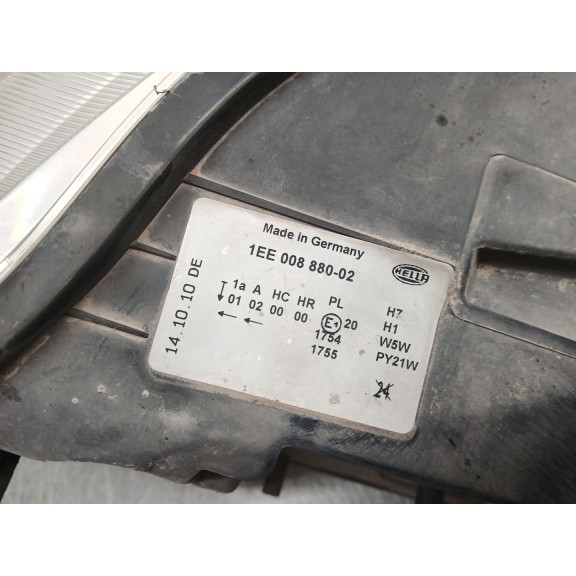 Made in Germany
1EE 008 880-02
HELLA
14.10.10 DE
1a A HC HR PL H7
01 02 00 00 20 H1
1754 W5W
1755 PY21W
24